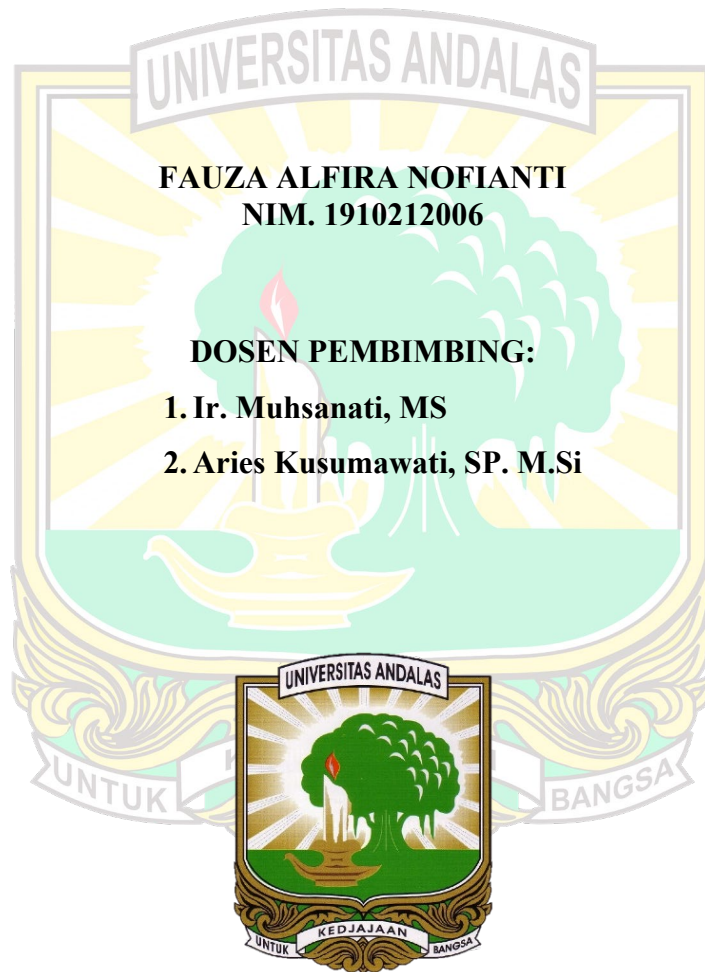 UNIVERSITAS ANDALAS
FAUZA ALFIRA NOFIANTI
NIM. 1910212006
DOSEN PEMBIMBING:
1. Ir. Muhsanati, MS
2. Aries Kusumawati, SP. M.Si
UNIVERSITAS ANDALAS
UNTUK K BANGSA
UNTUK KEDJAJAAN BANGSA